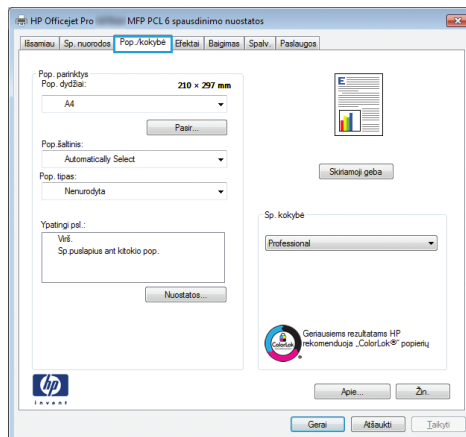 HP Officejet Pro MFP PCL 6 spausdinimo nuostatos
Išsamiau Sp. nuorodos Pop./kokybė Efektai Baigimas Spalv. Paslaugos
Pop. parinktys
Pop. dydžiai: 210 × 297 mm
A4
Pasir...
Pop.šaltinis:
Automatically Select
Pop. tipas:
Nenurodyta
Ypatingi psl.:
Virš.
Sp.puslapius ant kitokio pop.
Nuostatos...
E
Skiriamoji geba
Sp. kokybė
Professional
ColorLok
Geriausiems rezultatams HP
rekomenduoja „ColorLok® popierių
hp
invent
Apie... Žin.
Gerai Atšaukti Taikyti